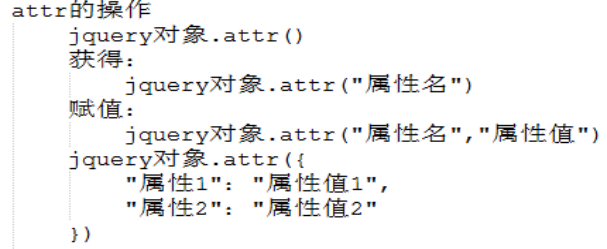 attr的操作
jquery对象.attr()
获得:
jquery对象.attr("属性名")
赋值:
jquery对象.attr("属性名","属性值")
jquery对象.attr({
"属性1": "属性值1",
"属性2": "属性值2"
})